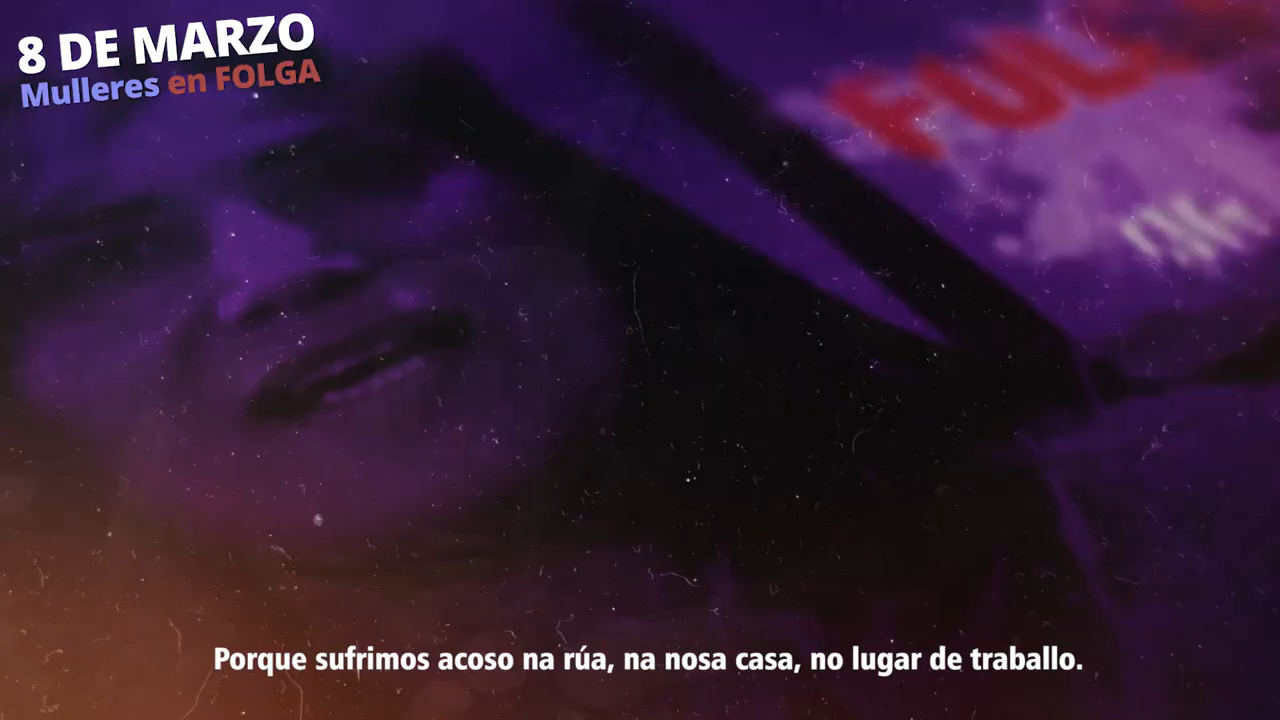 8 DE MARZO
Mulleres en FOLGA
Porque sufrimos acoso na rúa, na nosa casa, no lugar de traballo.